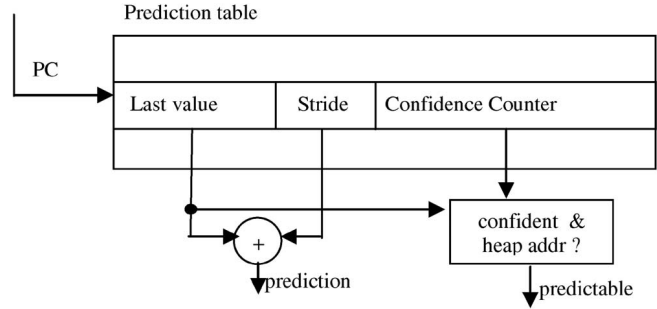 Prediction table
PC
Last value
Stride
Confidence Counter
confident &
heap addr ?
+
prediction
predictable